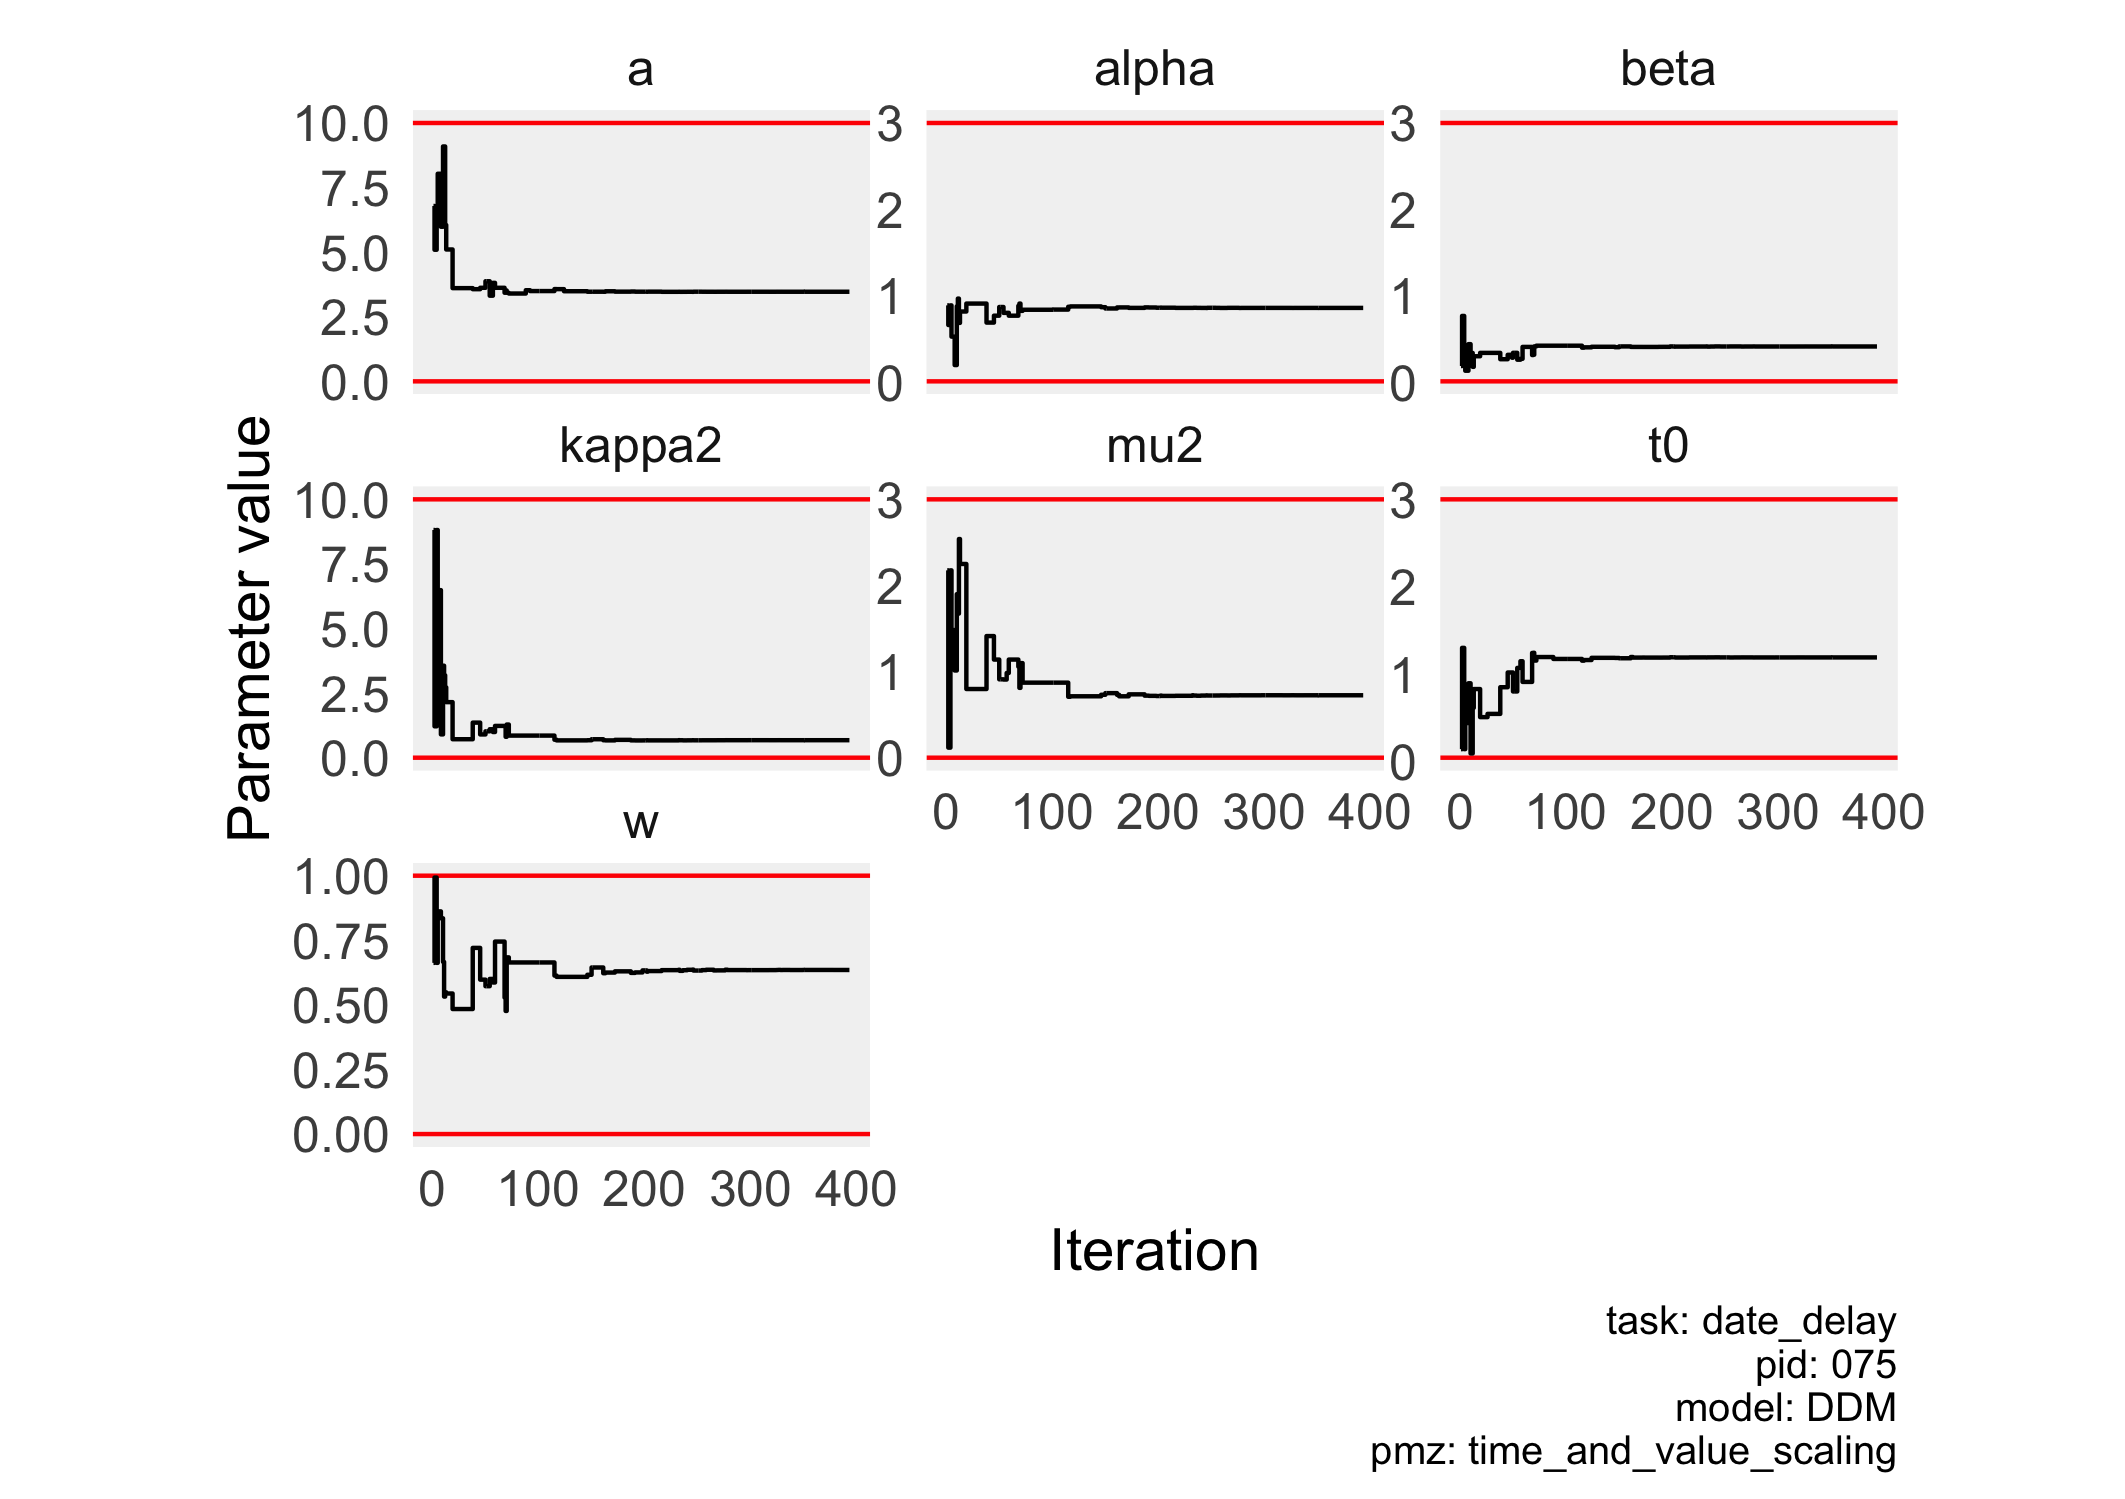 a
alpha
beta
10.0
7.5
5.0
2.5
0.0
3
2
1
0
3
2
1
0
kappa2
mu2
t0
10.0
7.5
5.0
2.5
0.0
3
2
1
0
3
2
1
0
0 100 200 300 400
0 100 200 300 400
w
1.00
0.75
0.50
0.25
0.00
0 100 200 300 400
Parameter value
Iteration
task: date_delay
pid: 075
model: DDM
pmz: time_and_value_scaling